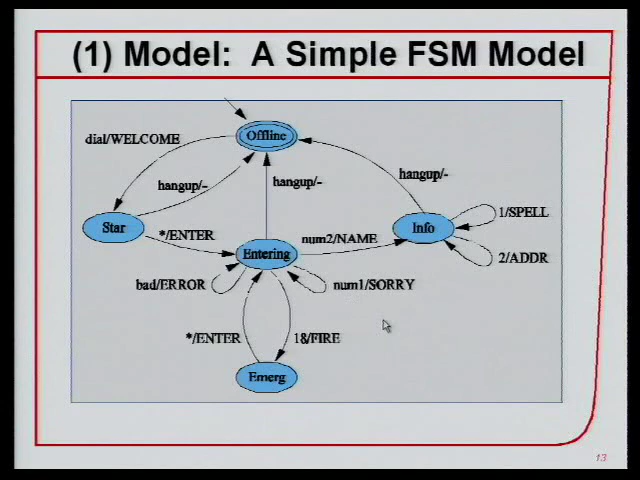 (1) Model: A Simple FSM Model
Offline
dial/WELCOME
hangup/-
hangup/-
hangup/-
Star
*/ENTER
Entering
num2/NAME
Info
1/SPELL
2/ADDR
bad/ERROR
num1/SORRY
*/ENTER
1&/FIRE
Emerg
13